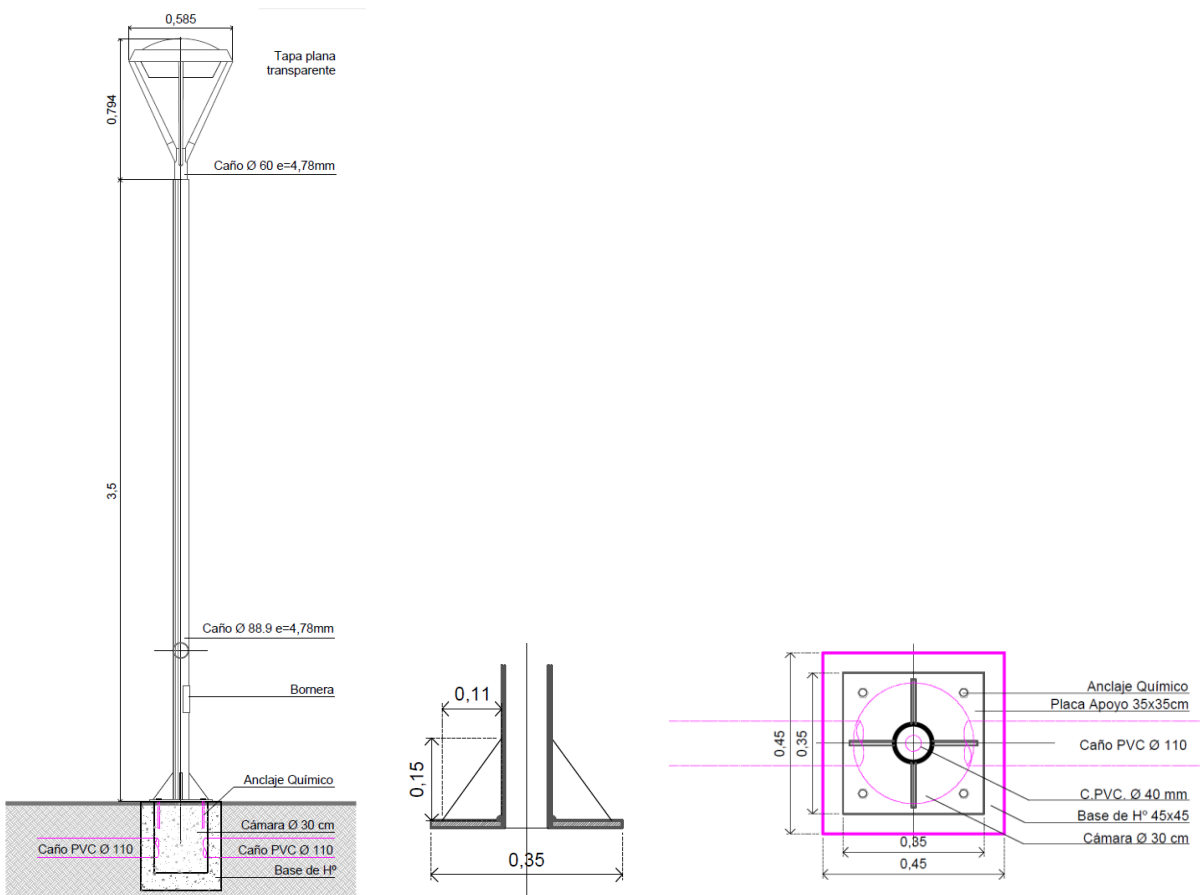 0,585
Tapa plana
transparente
0,794
Caño Ø 60 e=4,78mm
3,5
Caño Ø 88.9 e=4,78mm
Bornera
Anclaje Químico
Cámara Ø 30 cm
Caño PVC Ø 110
Caño PVC Ø 110
Base de Hº
0,11
0,15
0,35
0,45
0,35
Anclaje Químico
Placa Apoyo 35x35cm
Caño PVC Ø 110
C.PVC. Ø 40 mm
Base de Hº 45x45
Cámara Ø 30 cm
0,35
0,45